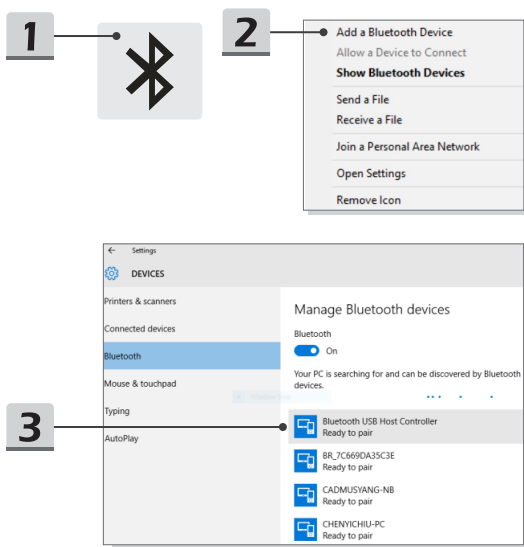 1
2
Add a Bluetooth Device
Allow a Device to Connect
Show Bluetooth Devices
Send a File
Receive a File
Join a Personal Area Network
Open Settings
Remove Icon
← Settings
DEVICES
Printers & scanners
Connected devices
Bluetooth
Mouse & touchpad
Typing
AutoPlay
Manage Bluetooth devices
Bluetooth
On
Your PC is searching for and can be discovered by Bluetooth
devices.
3
Bluetooth USB Host Controller
Ready to pair
BR_7C669DA35C3E
Ready to pair
CADMUSYANG-NB
Ready to pair
CHENYICHIU-PC
Ready to pair